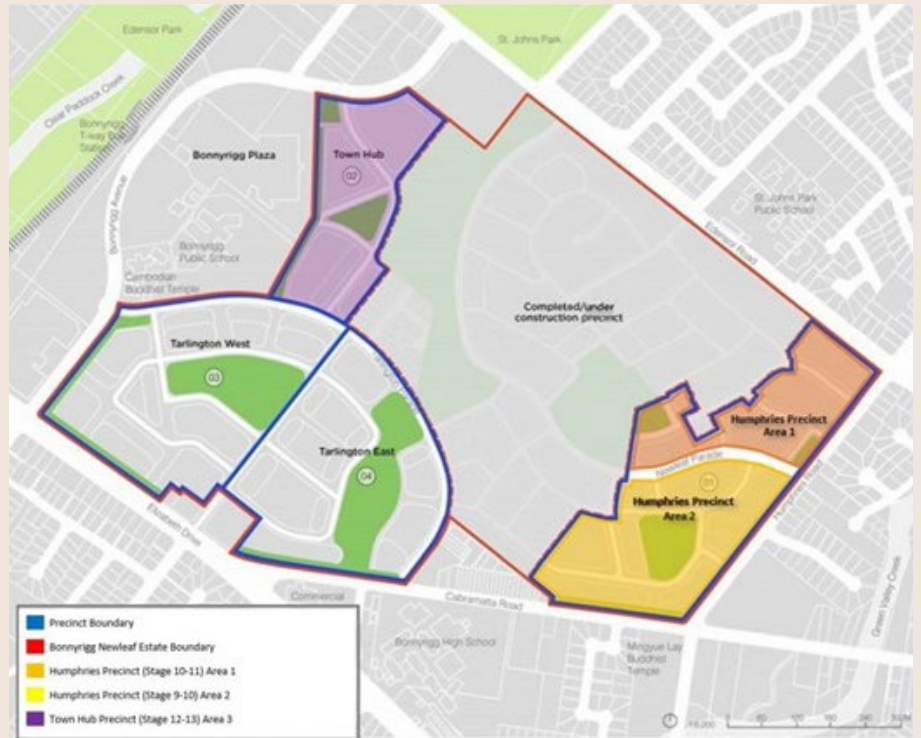 Edensor Park
St. Johns Park
Clear Paddock Creek
Bonnyrigg
T-way Bus
Station
Bonnyrigg Plaza
Town Hub
02
St Johns Park
Public School
Bonnyrigg Avenue
Edensor Road
Bonnyrigg
Public School
Cambodian
Buddhist Temple
Completed/under
construction precinct
Tarlington West
03
Humphries Precinct
Area 1
Tarlington East
04
Newleaf Parade
01
Humphries Precinct
Area 2
Humphries Road
Elizabeth Drive
Green Valley Creek
Commercial
Cabramatta Road
Bonnyrigg High School
Mingyue Lay
Buddhist
Temple
Precinct Boundary
Bonnyrigg Newleaf Estate Boundary
Humphries Precinct (Stage 10-11) Area 1
Humphries Precinct (Stage 9-10) Area 2
Town Hub Precinct (Stage 12-13) Area 3